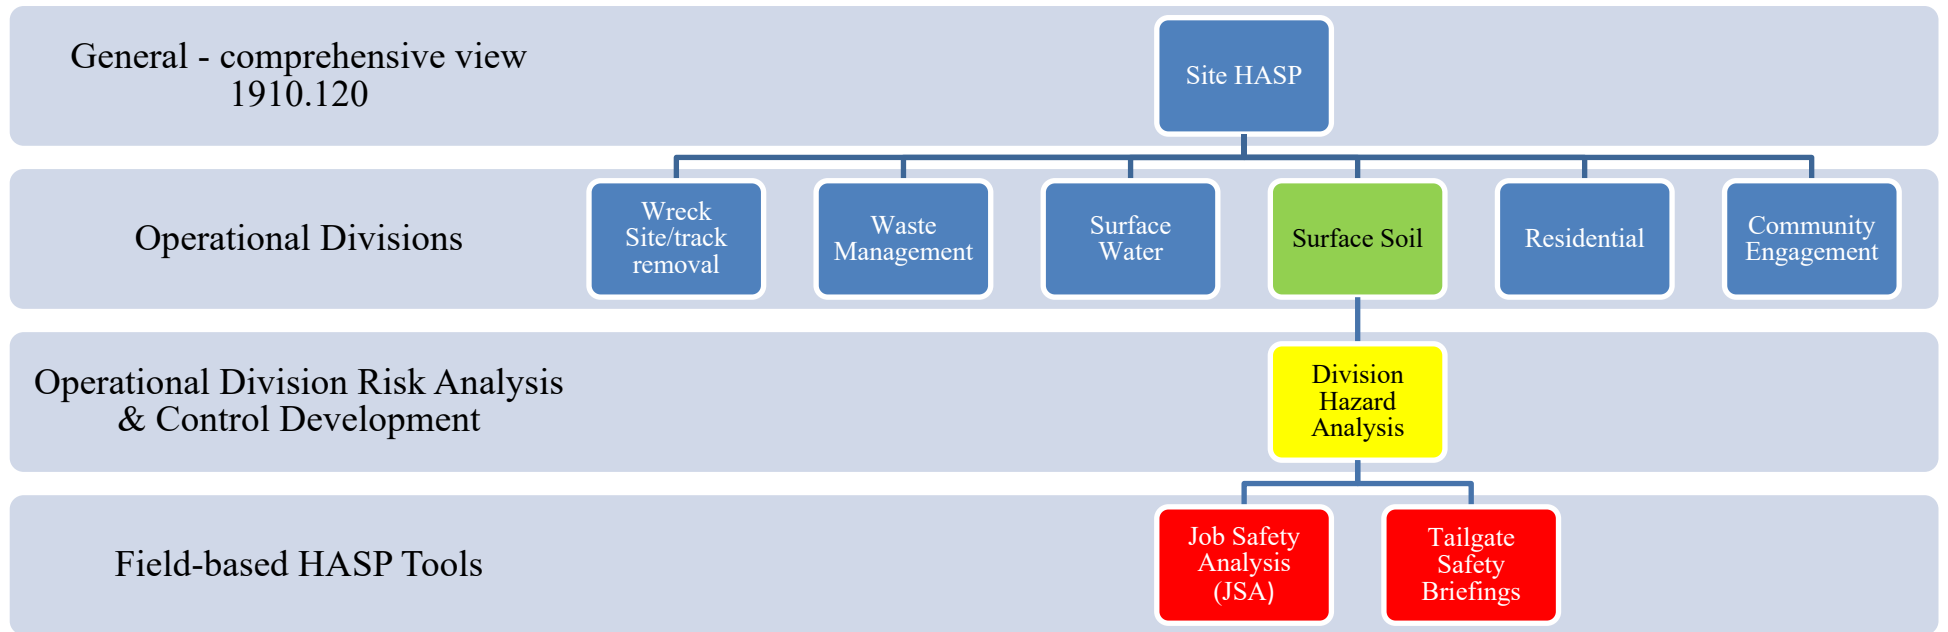 General - comprehensive view
1910.120
Site HASP
Operational Divisions
Wreck
Site/track
removal
Waste
Management
Surface
Water
Surface Soil
Residential
Community
Engagement
Operational Division Risk Analysis
& Control Development
Division
Hazard
Analysis
Field-based HASP Tools
Job Safety
Analysis
(JSA)
Tailgate
Safety
Briefings